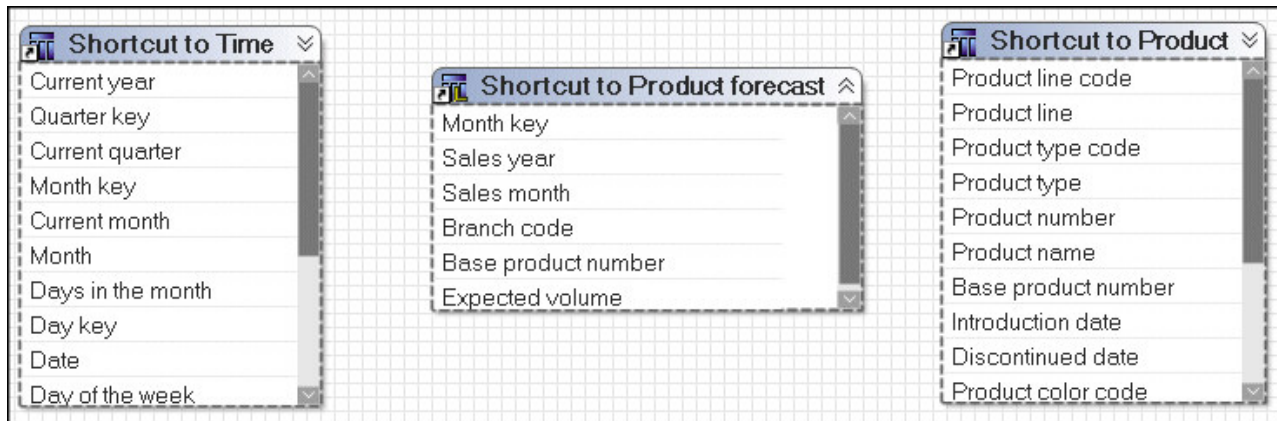 Shortcut to Time
Current year
Quarter key
Current quarter
Month key
Current month
Month
Days in the month
Day key
Date
Day of the week
Shortcut to Product forecast
Month key
Sales year
Sales month
Branch code
Base product number
Expected volume
Shortcut to Product
Product line code
Product line
Product type code
Product type
Product number
Product name
Base product number
Introduction date
Discontinued date
Product color code